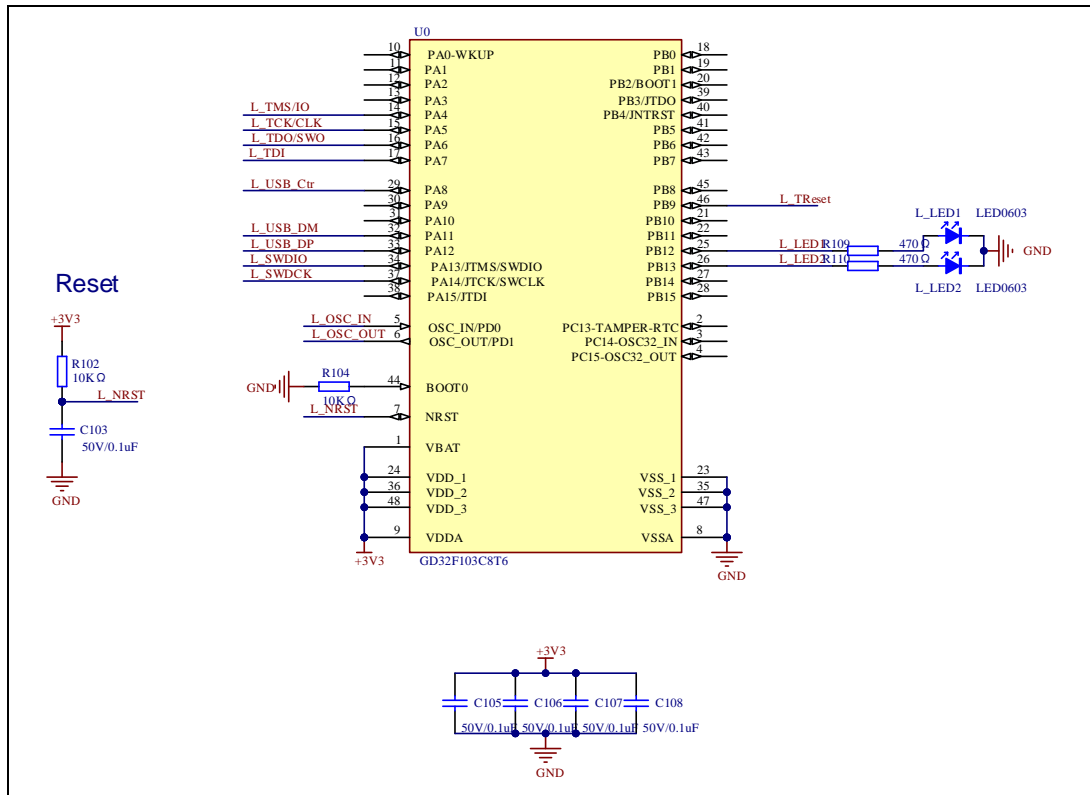 U0
10 PA0-WKUP PB0 18
11 PA1 PB1 19
12 PA2 PB2/BOOT1 20
13 PA3 PB3/JTDO 39
L_TMS/IO 14 PA4 PB4/JNTRST 40
L_TCK/CLK 15 PA5 PB5 41
L_TDO/SWO 16 PA6 PB6 42
L_TDI 17 PA7 PB7 43
L_USB_Ctr 29 PA8 PB8 45
30 PA9 PB9 46 L_TReset
31 PA10 PB10 21
L_USB_DM 32 PA11 PB11 22
L_USB_DP 33 PA12 PB12 25 L_LED1 R109 470Ω
L_SWDIO 34 PA13/JTMS/SWDIO PB13 26 L_LED2 R110 470Ω
L_SWDCK 37 PA14/JTCK/SWCLK PB14 27
38 PA15/JTDI PB15 28
L_LED1 LED0603
GND
L_LED2 LED0603
L_OSC_IN 5 OSC_IN/PD0 PC13-TAMPER-RTC 2
L_OSC_OUT 6 OSC_OUT/PD1 PC14-OSC32_IN 3
PC15-OSC32_OUT 4
GND R104 10KΩ 44 BOOT0
L_NRST 7 NRST
1 VBAT
24 VDD_1 VSS_1 23
36 VDD_2 VSS_2 35
48 VDD_3 VSS_3 47
9 VDDA VSSA 8
+3V3
GND
GD32F103C8T6
Reset
+3V3
R102
10KΩ
L_NRST
C103
50V/0.1uF
GND
+3V3
C105 C106 C107 C108
50V/0.1uF 50V/0.1uF 50V/0.1uF 50V/0.1uF
GND